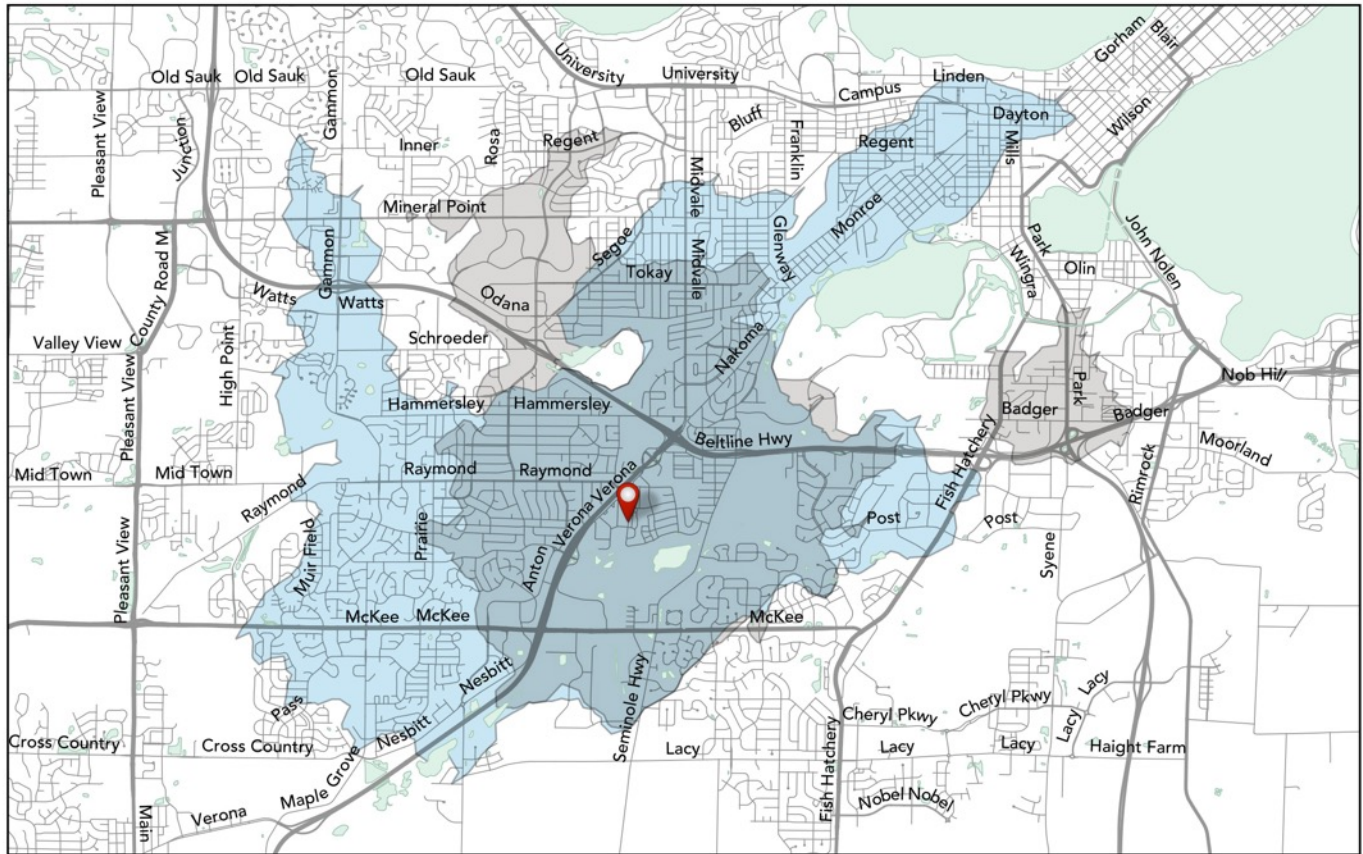 Gorham
Blair
University
University
Old Sauk
Old Sauk
Old Sauk
Linden
Campus
Gammon
Pleasant View
Junction
Wilson
Bluff
Dayton
Franklin
Rosa
Regent
Inner
Regent
Mills
Midvale
Mineral Point
Monroe
Glenway
Segoe
Park
John Nolen
County Road M
Gammon
Midvale
Tokay
Wingra
Olin
Watts
Watts
Odana
Valley View
Schroeder
Nakoma
High Point
Pleasant View
Nob Hill
Park
Hammersley
Hammersley
Badger
Badger
Beltline Hwy
Moorland
Mid Town
Mid Town
Raymond
Raymond
Raymond
Verona
Verona
Fish Hatchery
Rimrock
Post
Post
Prairie
Muir Field
Anton
Syene
Pleasant View
McKee
McKee
McKee
Nesbitt
Seminole Hwy
Pass
Nesbitt
Cheryl Pkwy
Cheryl Pkwy
Lacy
Lacy
Cross Country
Cross Country
Lacy
Lacy
Lacy
Haight Farm
Fish Hatchery
Maple Grove
Verona
Main
Nobel
Nobel